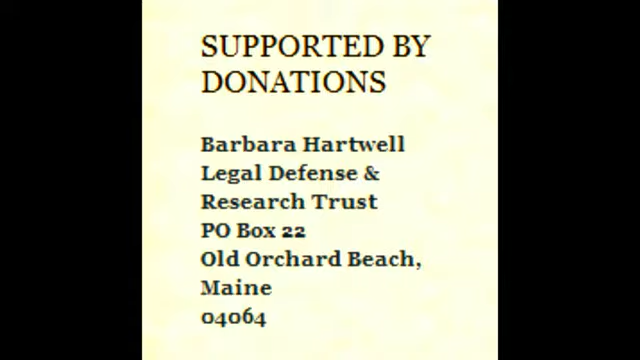 SUPPORTED BY
DONATIONS
Barbara Hartwell
Legal Defense &
Research Trust
PO Box 22
Old Orchard Beach,
Maine
04064